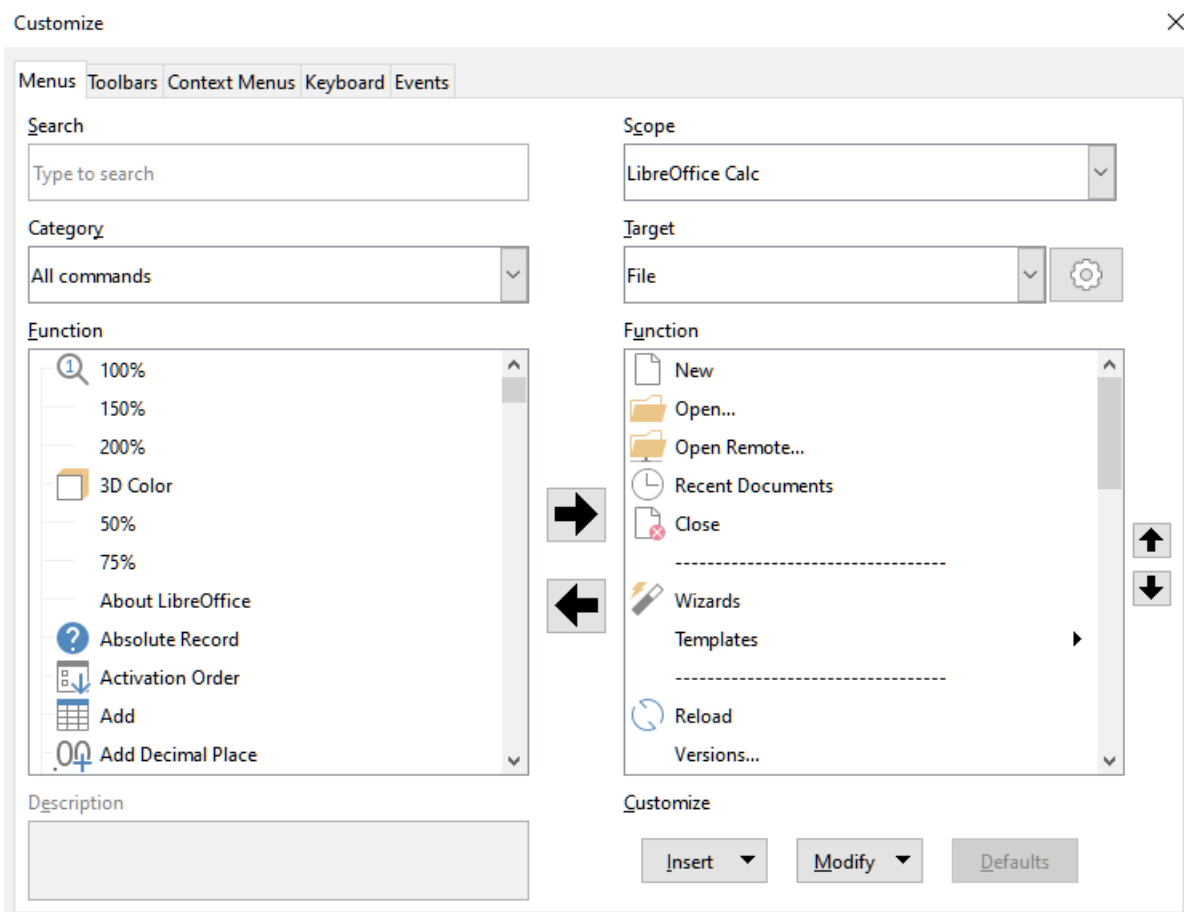 Customize
Menus Toolbars Context Menus Keyboard Events
Search
Type to search
Category
All commands
Function
1 100%
150%
200%
3D Color
50%
75%
About LibreOffice
? Absolute Record
Activation Order
Add
.00 Add Decimal Place
Description
Scope
LibreOffice Calc
Target
File
Function
New
Open...
Open Remote...
Recent Documents
Close
----------------------------------
Wizards
Templates
----------------------------------
Reload
Versions...
Customize
Insert Modify Defaults